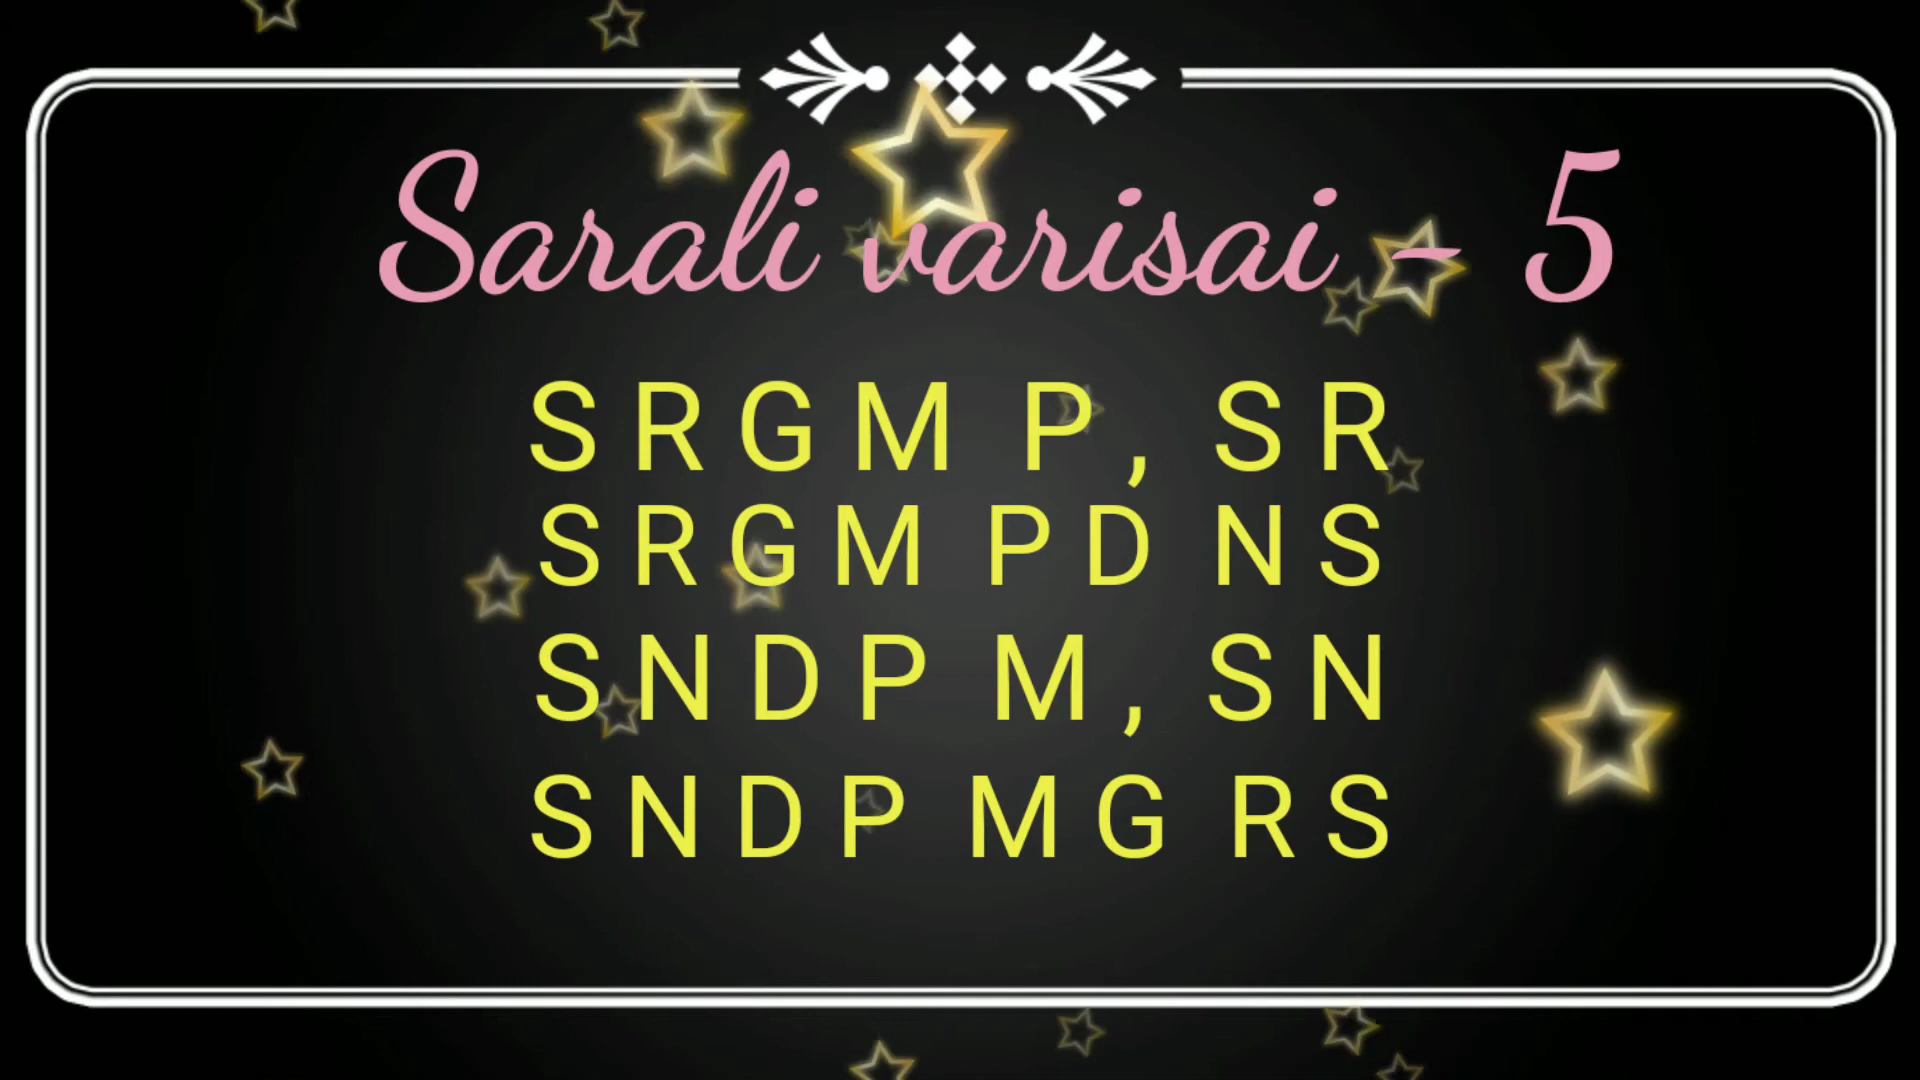 Sarali varisai - 5
S R G M P , S R
S R G M P D N S
S N D P M , S N
S N D P M G R S